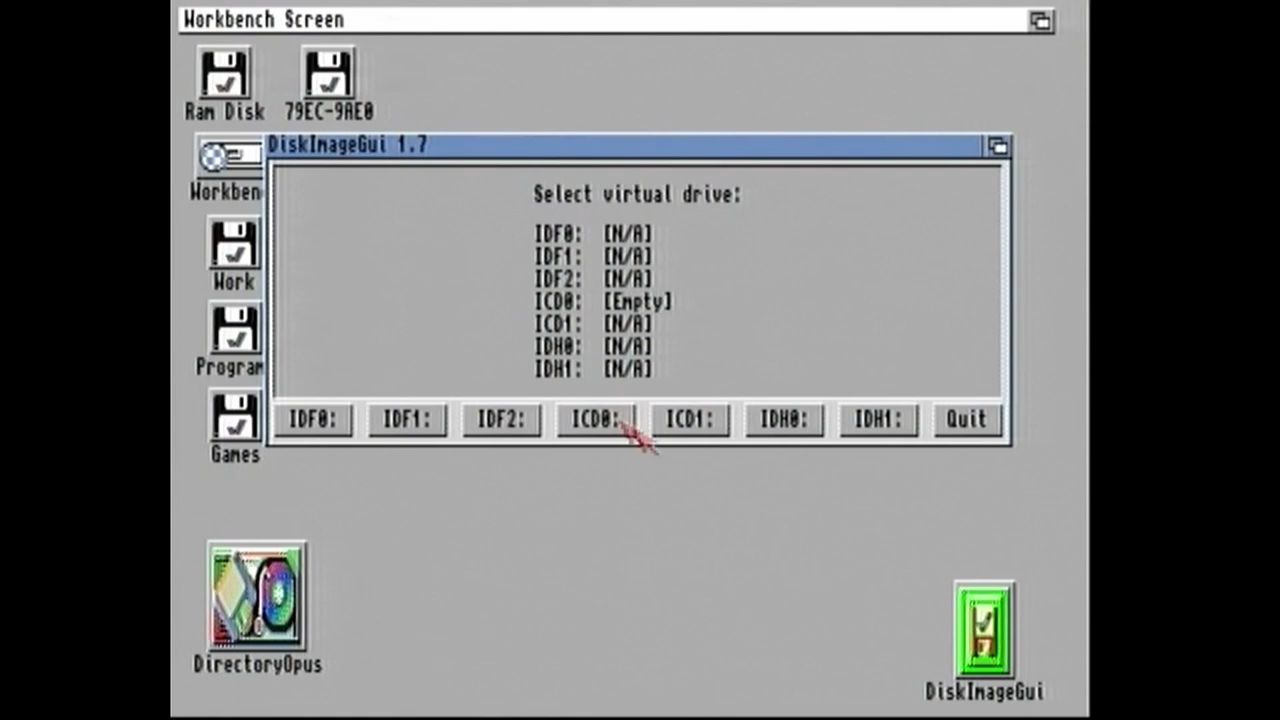 Workbench Screen
Ram Disk
79EC-9AE0
DiskImageGui 1.7
Workben
Select virtual drive:
IDF0: [N/A]
IDF1: [N/A]
IDF2: [N/A]
ICD0: [Empty]
ICD1: [N/A]
IDH0: [N/A]
IDH1: [N/A]
Work
Program
IDF0: IDF1: IDF2: ICD0: ICD1: IDH0: IDH1: Quit
Games
DirectoryOpus
DiskImageGui